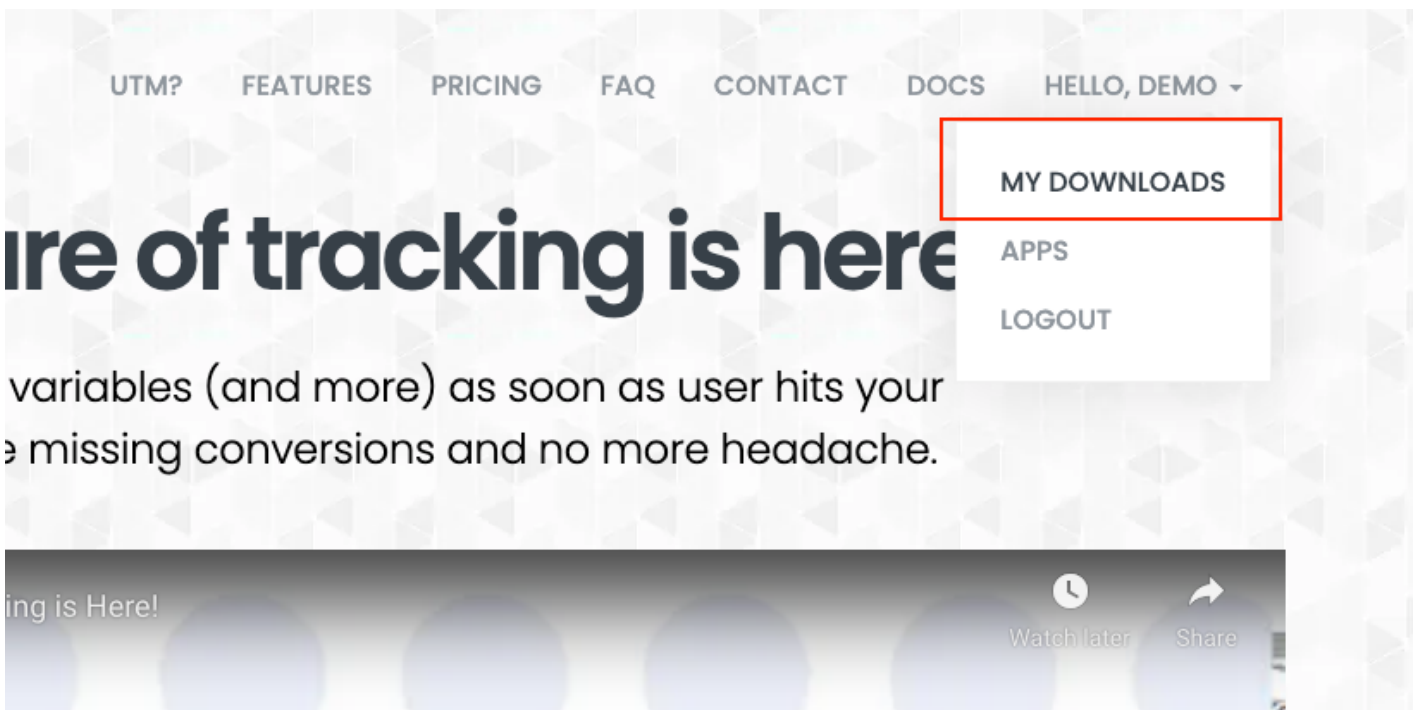 UTM? FEATURES PRICING FAQ CONTACT DOCS HELLO, DEMO
MY DOWNLOADS
APPS
LOGOUT
re of tracking is here
variables (and more) as soon as user hits your
missing conversions and no more headache.
ing is Here!
Watch later Share